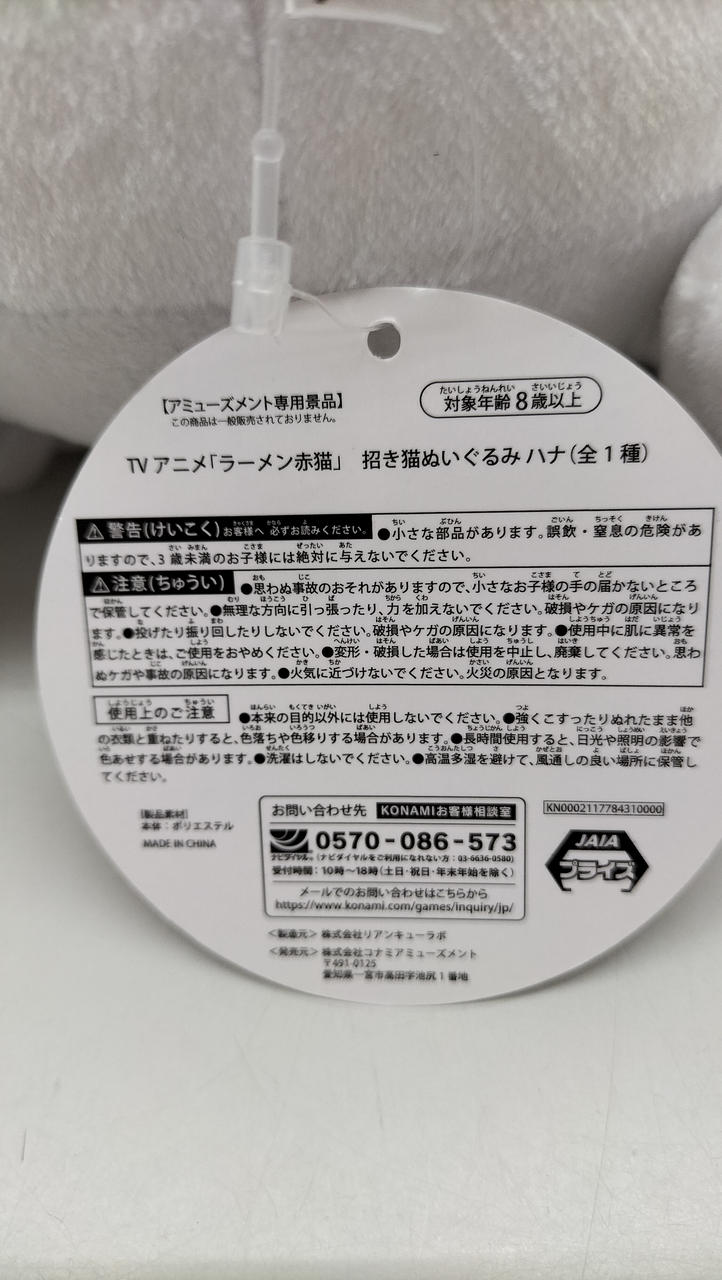 【アミューズメント専用景品】
この商品は一般販売されておりません。
たいしょうねんれい さいいじょう
対象年齢8歳以上
TVアニメ「ラーメン赤猫」 招き猫ぬいぐるみ ハナ(全1種)
警告(けいこく)お客様へ 必ずお読みください。●小さな部品があります。誤飲・窒息の危険があ
りますので、3歳未満のお子様には絶対に与えないでください。
注意(ちゅうい)●思わぬ事故のおそれがありますので、小さなお子様の手の届かないところ
で保管してください。●無理な方向に引っ張ったり、力を加えないでください。破損やケガの原因になり
ます。●投げたり振り回したりしないでください。破損やケガの原因になります。●使用中に肌に異常を
感じたときは、ご使用をおやめください。●変形・破損した場合は使用を中止し、廃棄してください。思わ
ぬケガや事故の原因になります。●火気に近づけないでください。火災の原因となります。
使用上のご注意 ●本来の目的以外には使用しないでください。●強くこすったりぬれたまま他
の衣類と重ねたりすると、色落ちや色移りする場合があります。●長時間使用すると、日光や照明の影響で
色あせする場合があります。●洗濯はしないでください。●高温多湿を避けて、風通しの良い場所に保管し
てください。
【製品素材】
本体:ポリエステル
MADE IN CHINA
お問い合わせ先 KONAMIお客様相談室
0570-086-573
ナビダイヤル。(ナビダイヤルをご利用になれない方:03-6636-0580)
受付時間:10時〜18時(土日・祝日・年末年始を除く)
メールでのお問い合わせはこちらから
https://www.konami.com/games/inquiry/jp/
KN0002117784310000
JAIA
プライズ
<製造元>株式会社リアンキューラボ
<発売元>株式会社コナミアミューズメント
〒491-0125
愛知県一宮市高田字池尻1番地